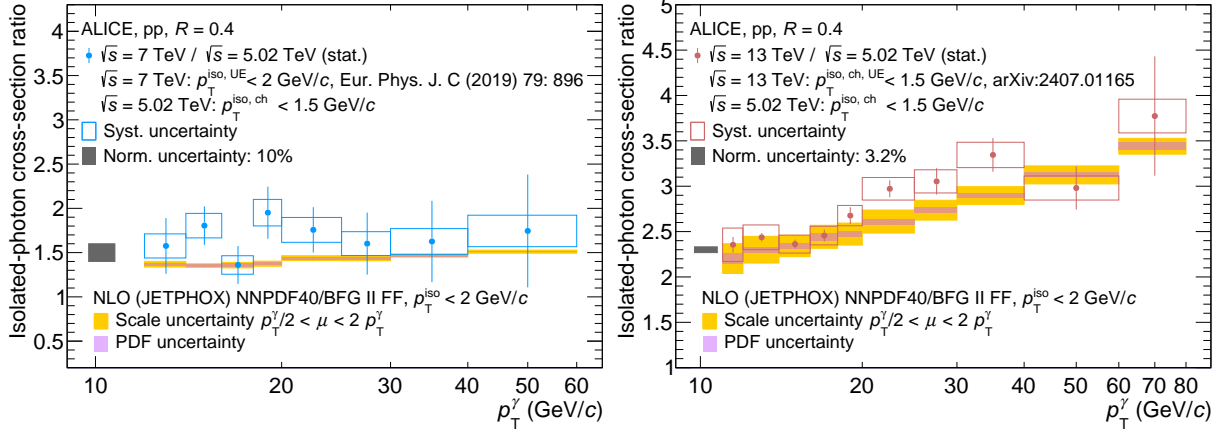 Isolated-photon cross-section ratio
4
3.5
3
2.5
2
1.5
1
0.5
ALICE, pp, R = 0.4
√s = 7 TeV / √s = 5.02 TeV (stat.)
√s = 7 TeV: p_T^{iso, UE} < 2 GeV/c, Eur. Phys. J. C (2019) 79: 896
√s = 5.02 TeV: p_T^{iso, ch} < 1.5 GeV/c
Syst. uncertainty
Norm. uncertainty: 10%
NLO (JETPHOX) NNPDF40/BFG II FF, p_T^{iso} < 2 GeV/c
Scale uncertainty p_T^γ/2 < μ < 2 p_T^γ
PDF uncertainty
10 20 30 40 50 60
p_T^γ (GeV/c)
Isolated-photon cross-section ratio
5
4.5
4
3.5
3
2.5
2
1.5
1
ALICE, pp, R = 0.4
√s = 13 TeV / √s = 5.02 TeV (stat.)
√s = 13 TeV: p_T^{iso, ch, UE} < 1.5 GeV/c, arXiv:2407.01165
√s = 5.02 TeV: p_T^{iso, ch} < 1.5 GeV/c
Syst. uncertainty
Norm. uncertainty: 3.2%
NLO (JETPHOX) NNPDF40/BFG II FF, p_T^{iso} < 2 GeV/c
Scale uncertainty p_T^γ/2 < μ < 2 p_T^γ
PDF uncertainty
10 20 30 40 50 60 70 80
p_T^γ (GeV/c)